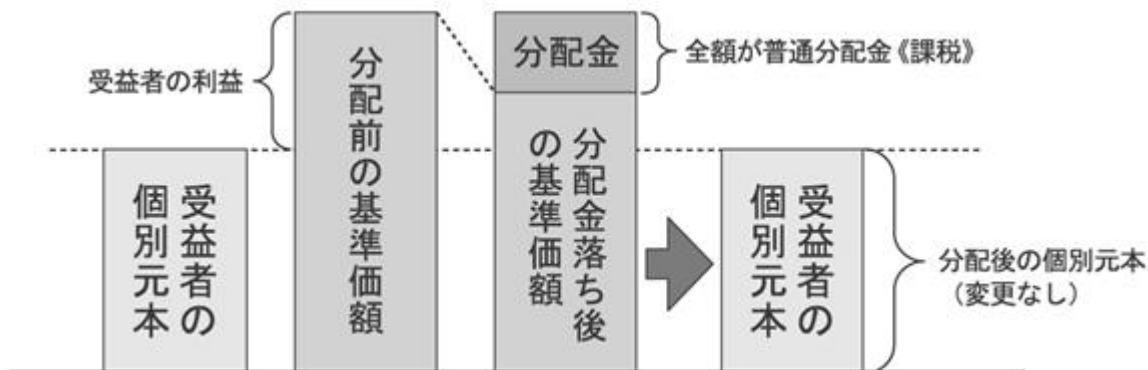 受益者の利益
受益者の
個別元本
分配前の基準価額
分配金
全額が普通分配金《課税》
分配金落ち後
の基準価額
受益者の
個別元本
分配後の個別元本
（変更なし）